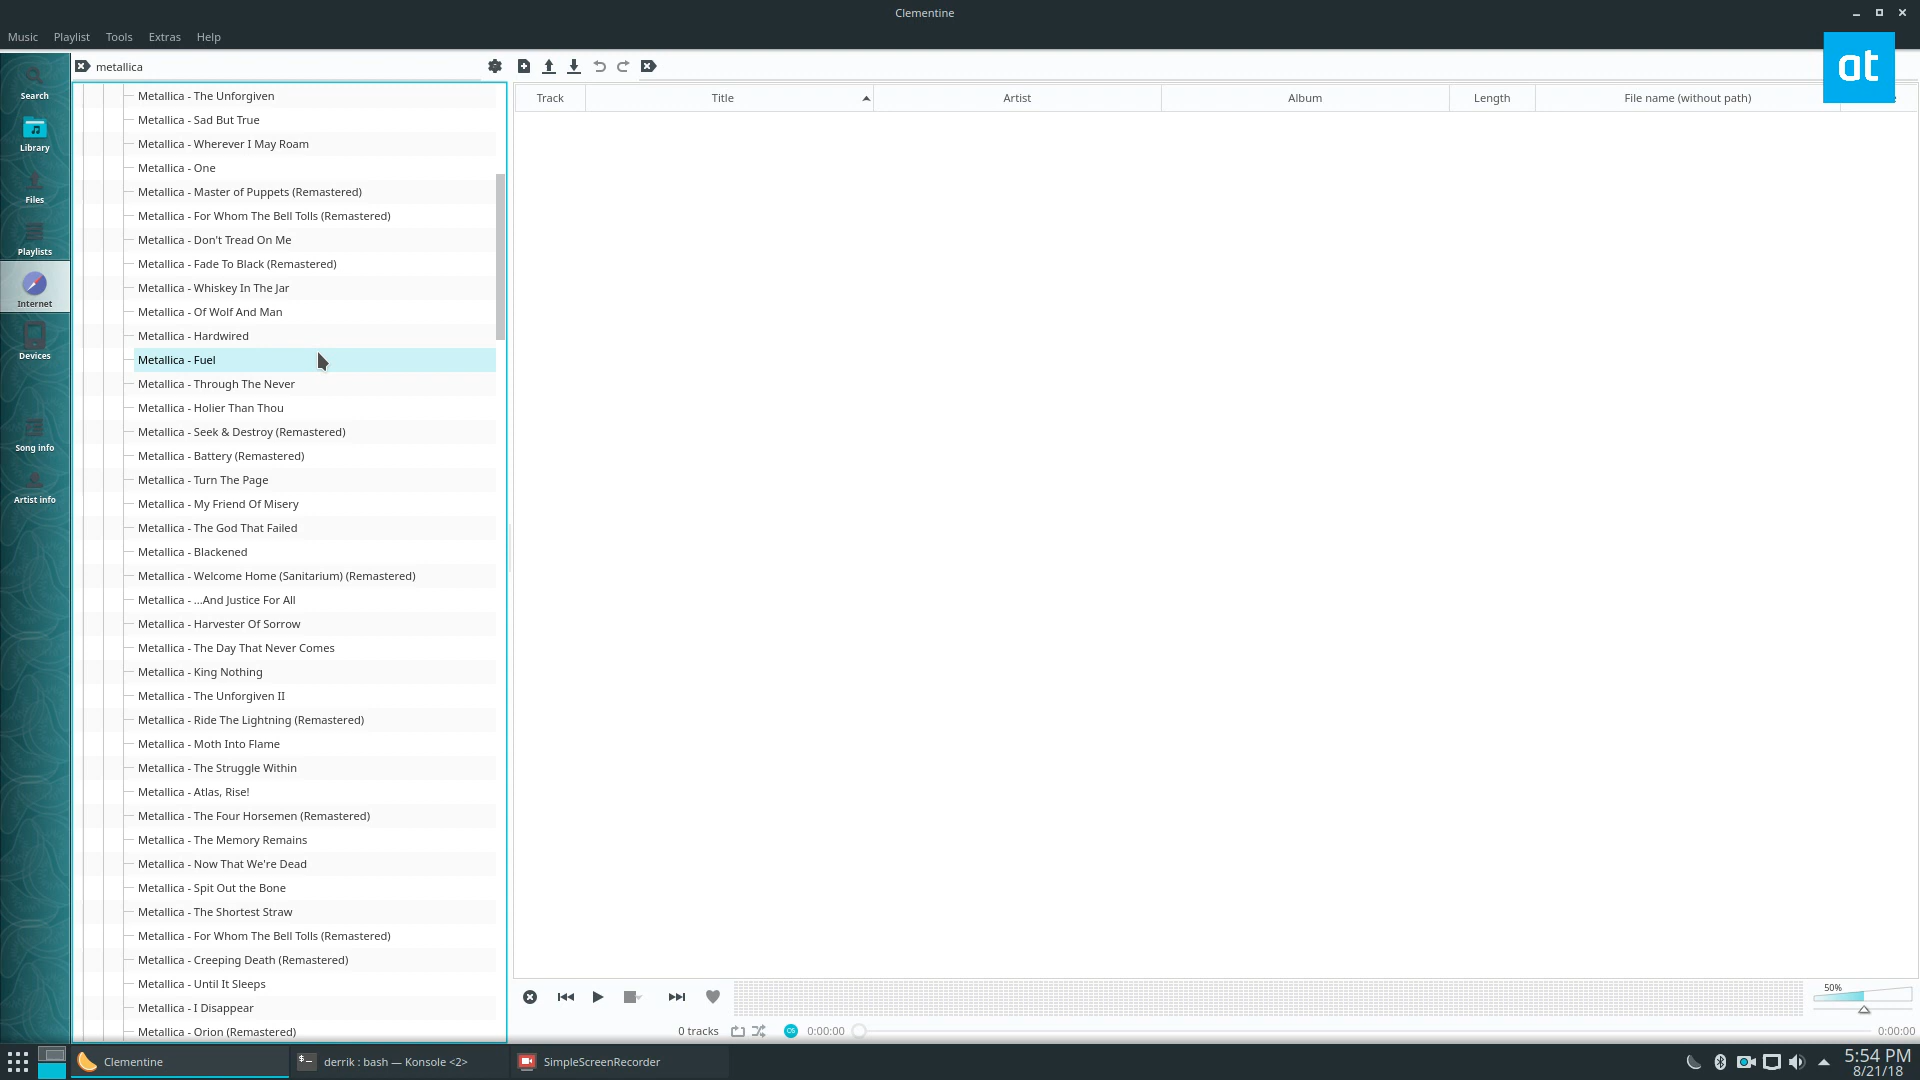 Clementine
Music Playlist Tools Extras Help
at
metallica
Search
Library
Files
Playlists
Internet
Devices
Song info
Artist info
Metallica - The Unforgiven
Metallica - Sad But True
Metallica - Wherever I May Roam
Metallica - One
Metallica - Master of Puppets (Remastered)
Metallica - For Whom The Bell Tolls (Remastered)
Metallica - Don't Tread On Me
Metallica - Fade To Black (Remastered)
Metallica - Whiskey In The Jar
Metallica - Of Wolf And Man
Metallica - Hardwired
Metallica - Fuel
Metallica - Through The Never
Metallica - Holier Than Thou
Metallica - Seek & Destroy (Remastered)
Metallica - Battery (Remastered)
Metallica - Turn The Page
Metallica - My Friend Of Misery
Metallica - The God That Failed
Metallica - Blackened
Metallica - Welcome Home (Sanitarium) (Remastered)
Metallica - ...And Justice For All
Metallica - Harvester Of Sorrow
Metallica - The Day That Never Comes
Metallica - King Nothing
Metallica - The Unforgiven II
Metallica - Ride The Lightning (Remastered)
Metallica - Moth Into Flame
Metallica - The Struggle Within
Metallica - Atlas, Rise!
Metallica - The Four Horsemen (Remastered)
Metallica - The Memory Remains
Metallica - Now That We're Dead
Metallica - Spit Out the Bone
Metallica - The Shortest Straw
Metallica - For Whom The Bell Tolls (Remastered)
Metallica - Creeping Death (Remastered)
Metallica - Until It Sleeps
Metallica - I Disappear
Metallica - Orion (Remastered)
Track Title Artist Album Length File name (without path)
50%
0 tracks 0:00:00 0:00:00
Clementine derrik : bash — Konsole <2> SimpleScreenRecorder
5:54 PM
8/21/18